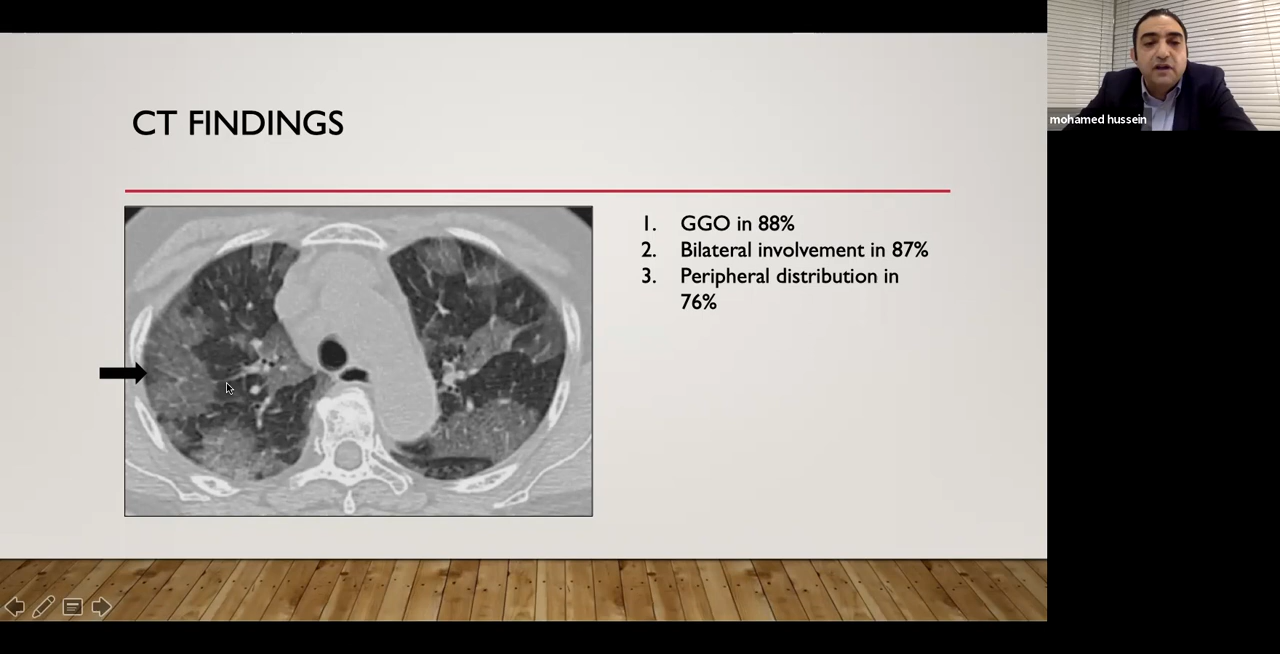 CT FINDINGS
1. GGO in 88%
2. Bilateral involvement in 87%
3. Peripheral distribution in
76%
mohamed hussein